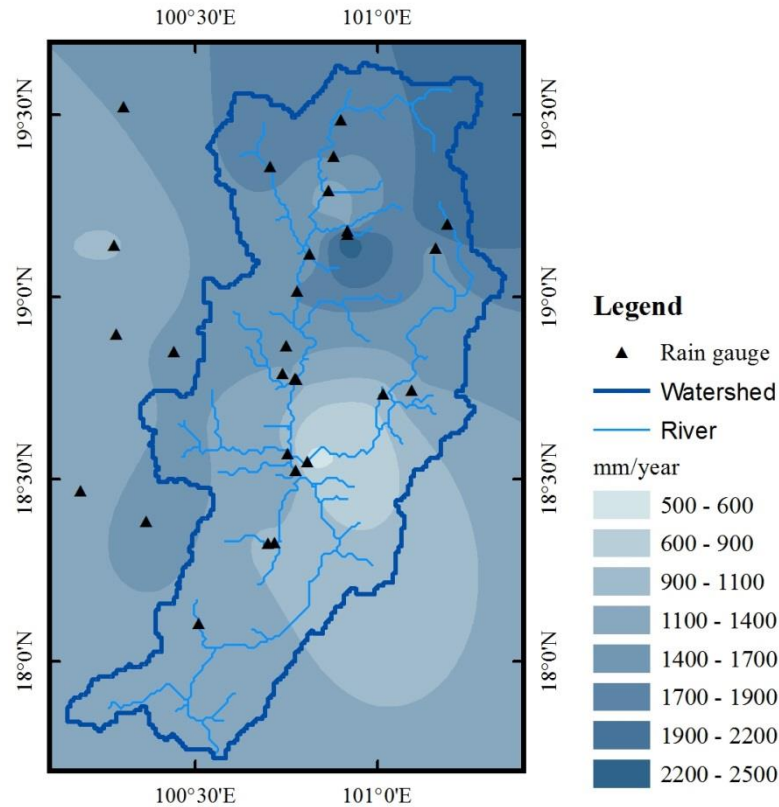 100°30'E 101°0'E
19°30'N 19°30'N
19°0'N 19°0'N
18°30'N 18°30'N
18°0'N 18°0'N
100°30'E 101°0'E
Legend
Rain gauge
Watershed
River
mm/year
500 - 600
600 - 900
900 - 1100
1100 - 1400
1400 - 1700
1700 - 1900
1900 - 2200
2200 - 2500